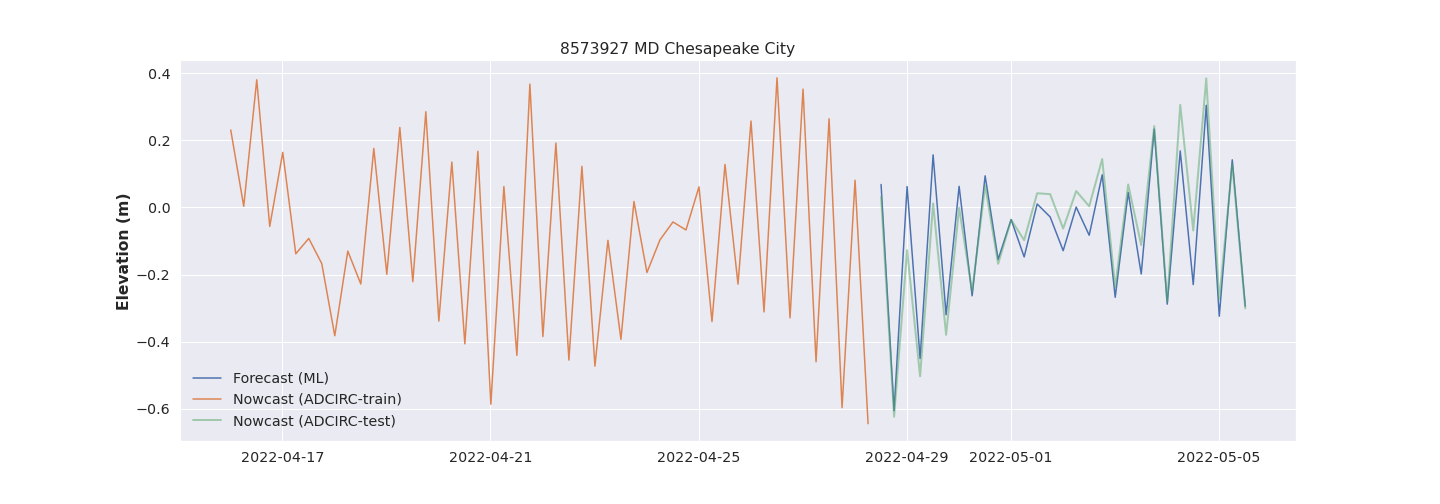 8573927 MD Chesapeake City
Elevation (m)
0.4
0.2
0.0
−0.2
−0.4
−0.6
Forecast (ML)
Nowcast (ADCIRC-train)
Nowcast (ADCIRC-test)
2022-04-17 2022-04-21 2022-04-25 2022-04-29 2022-05-01 2022-05-05